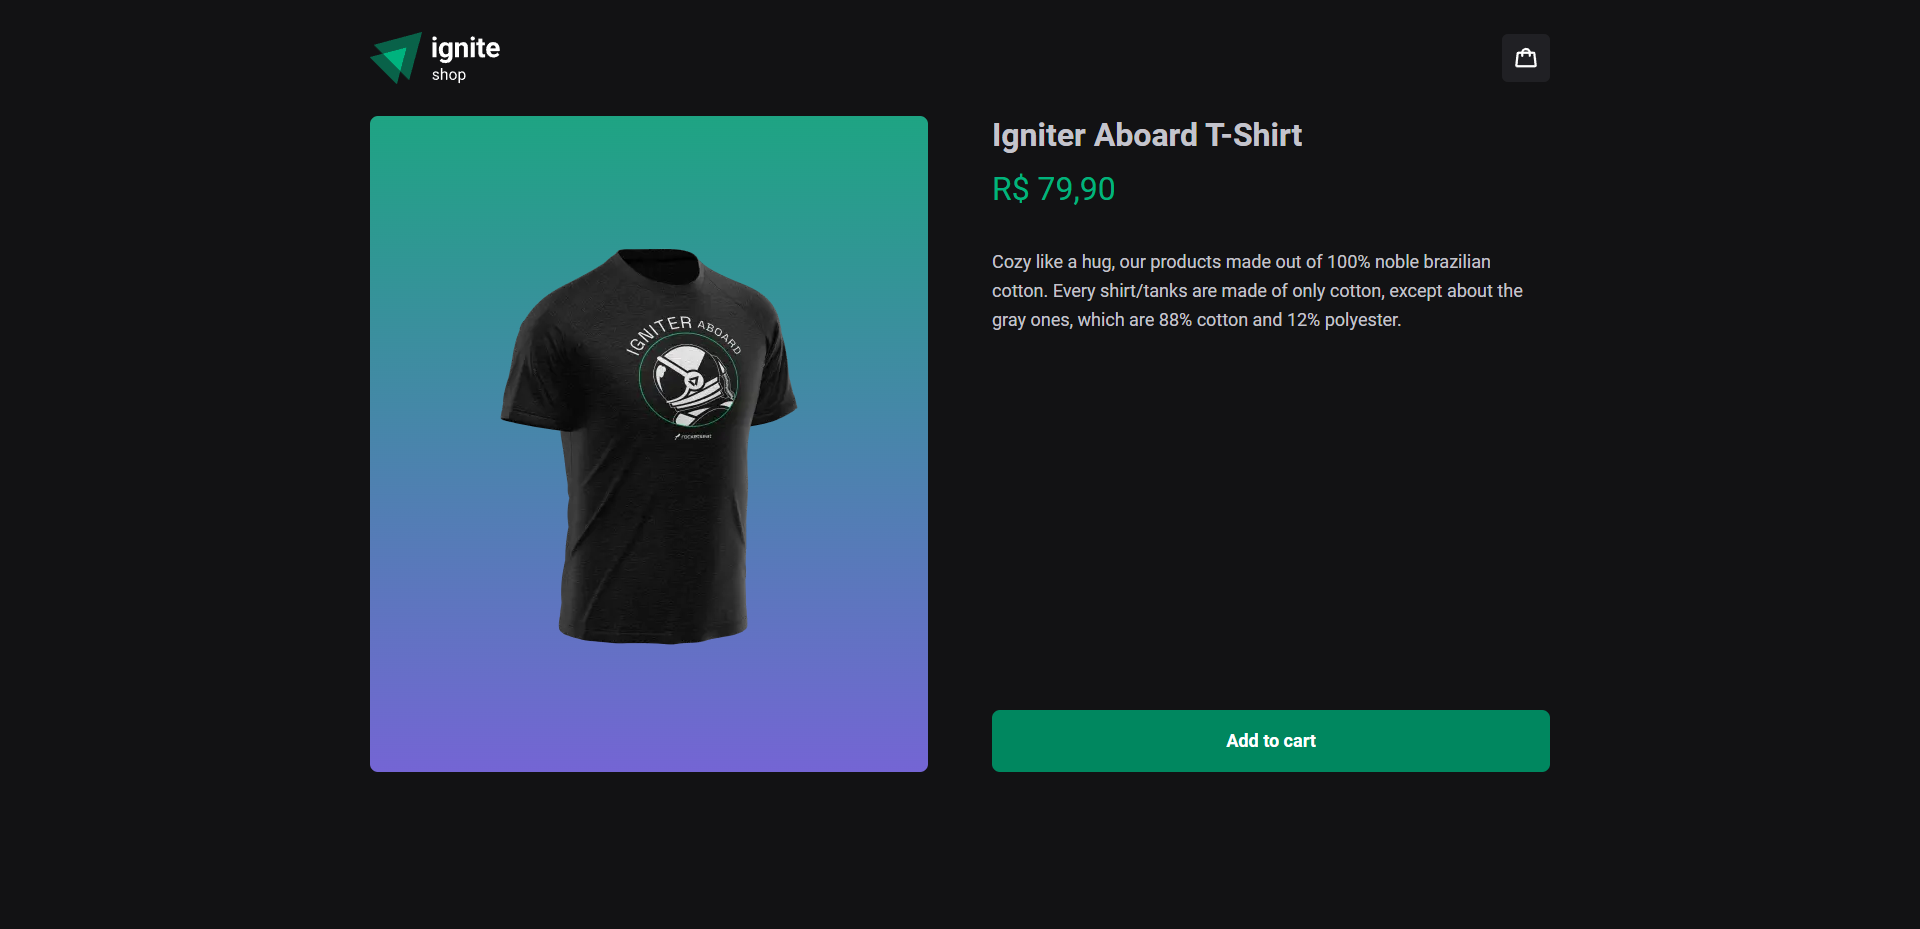 ignite
shop
Igniter Aboard T-Shirt
R$ 79,90
Cozy like a hug, our products made out of 100% noble brazilian
cotton. Every shirt/tanks are made of only cotton, except about the
gray ones, which are 88% cotton and 12% polyester.
IGNITER ABOARD
Add to cart